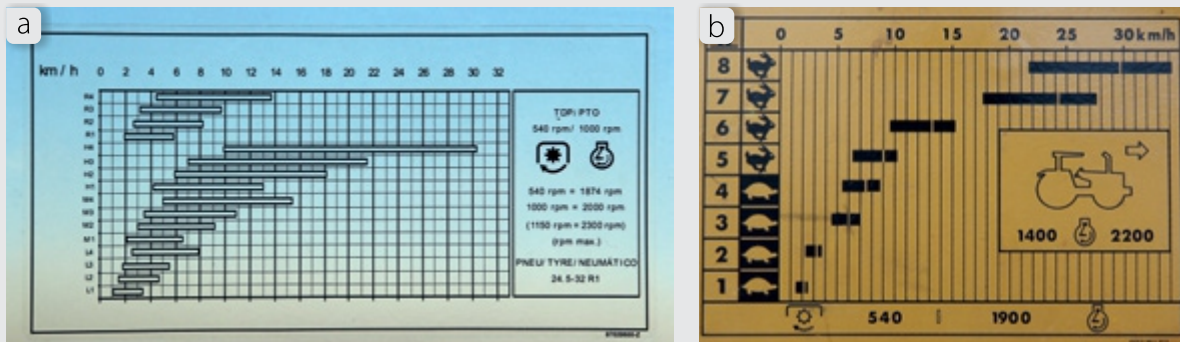 a
km / h 0 2 4 6 8 10 12 14 16 18 20 22 24 26 28 30 32
R4
R3
R2
R1
H4
H3
H2
H1
M4
M3
M2
M1
L4
L3
L2
L1
TDP/ PTO
540 rpm/ 1000 rpm
540 rpm = 1874 rpm
1000 rpm = 2000 rpm
(1150 rpm = 2300 rpm)
(rpm max.)
PNEU/ TYRE/ NEUMÁTICO
24.5-32 R1
b
0 5 10 15 20 25 30 km/h
8
7
6
5
4
3
2
1
1400 2200
540 1900